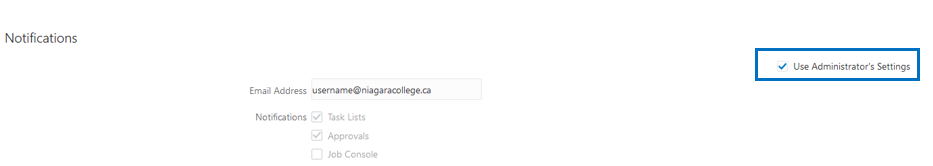 Notifications
Use Administrator's Settings
Email Address username@niagaracollege.ca
Notifications Task Lists
Approvals
Job Console